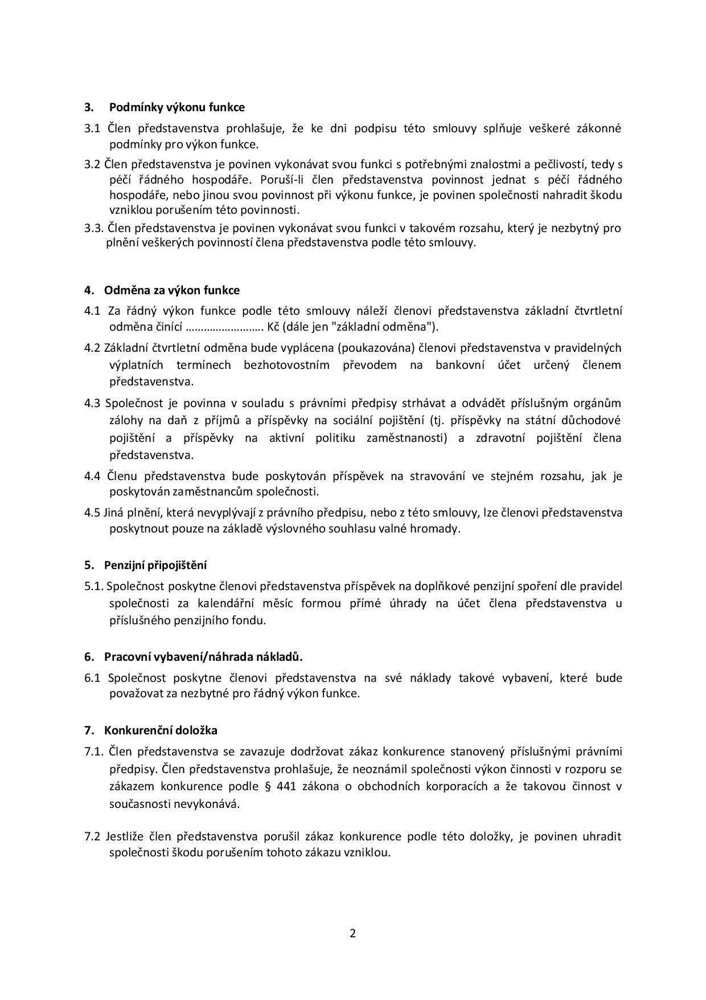 3. Podmínky výkonu funkce
3.1 Člen představenstva prohlašuje, že ke dni podpisu této smlouvy splňuje veškeré zákonné
podmínky pro výkon funkce.
3.2 Člen představenstva je povinen vykonávat svou funkci s potřebnými znalostmi a pečlivostí, tedy s
péčí řádného hospodáře. Poruší-li člen představenstva povinnost jednat s péčí řádného
hospodáře, nebo jinou svou povinnost při výkonu funkce, je povinen společnosti nahradit škodu
vzniklou porušením této povinnosti.
3.3. Člen představenstva je povinen vykonávat svou funkci v takovém rozsahu, který je nezbytný pro
plnění veškerých povinností člena představenstva podle této smlouvy.
4. Odměna za výkon funkce
4.1 Za řádný výkon funkce podle této smlouvy náleží členovi představenstva základní čtvrtletní
odměna činící …………………….. Kč (dále jen "základní odměna").
4.2 Základní čtvrtletní odměna bude vyplácena (poukazována) členovi představenstva v pravidelných
výplatních termínech bezhotovostním převodem na bankovní účet určený členem
představenstva.
4.3 Společnost je povinna v souladu s právními předpisy strhávat a odvádět příslušným orgánům
zálohy na daň z příjmů a příspěvky na sociální pojištění (tj. příspěvky na státní důchodové
pojištění a příspěvky na aktivní politiku zaměstnanosti) a zdravotní pojištění člena
představenstva.
4.4 Členu představenstva bude poskytován příspěvek na stravování ve stejném rozsahu, jak je
poskytován zaměstnancům společnosti.
4.5 Jiná plnění, která nevyplývají z právního předpisu, nebo z této smlouvy, lze členovi představenstva
poskytnout pouze na základě výslovného souhlasu valné hromady.
5. Penzijní připojištění
5.1. Společnost poskytne členovi představenstva příspěvek na doplňkové penzijní spoření dle pravidel
společnosti za kalendářní měsíc formou přímé úhrady na účet člena představenstva u
příslušného penzijního fondu.
6. Pracovní vybavení/náhrada nákladů.
6.1 Společnost poskytne členovi představenstva na své náklady takové vybavení, které bude
považovat za nezbytné pro řádný výkon funkce.
7. Konkurenční doložka
7.1. Člen představenstva se zavazuje dodržovat zákaz konkurence stanovený příslušnými právními
předpisy. Člen představenstva prohlašuje, že neoznámil společnosti výkon činnosti v rozporu se
zákazem konkurence podle § 441 zákona o obchodních korporacích a že takovou činnost v
současnosti nevykonává.
7.2 Jestliže člen představenstva porušil zákaz konkurence podle této doložky, je povinen uhradit
společnosti škodu porušením tohoto zákazu vzniklou.
2